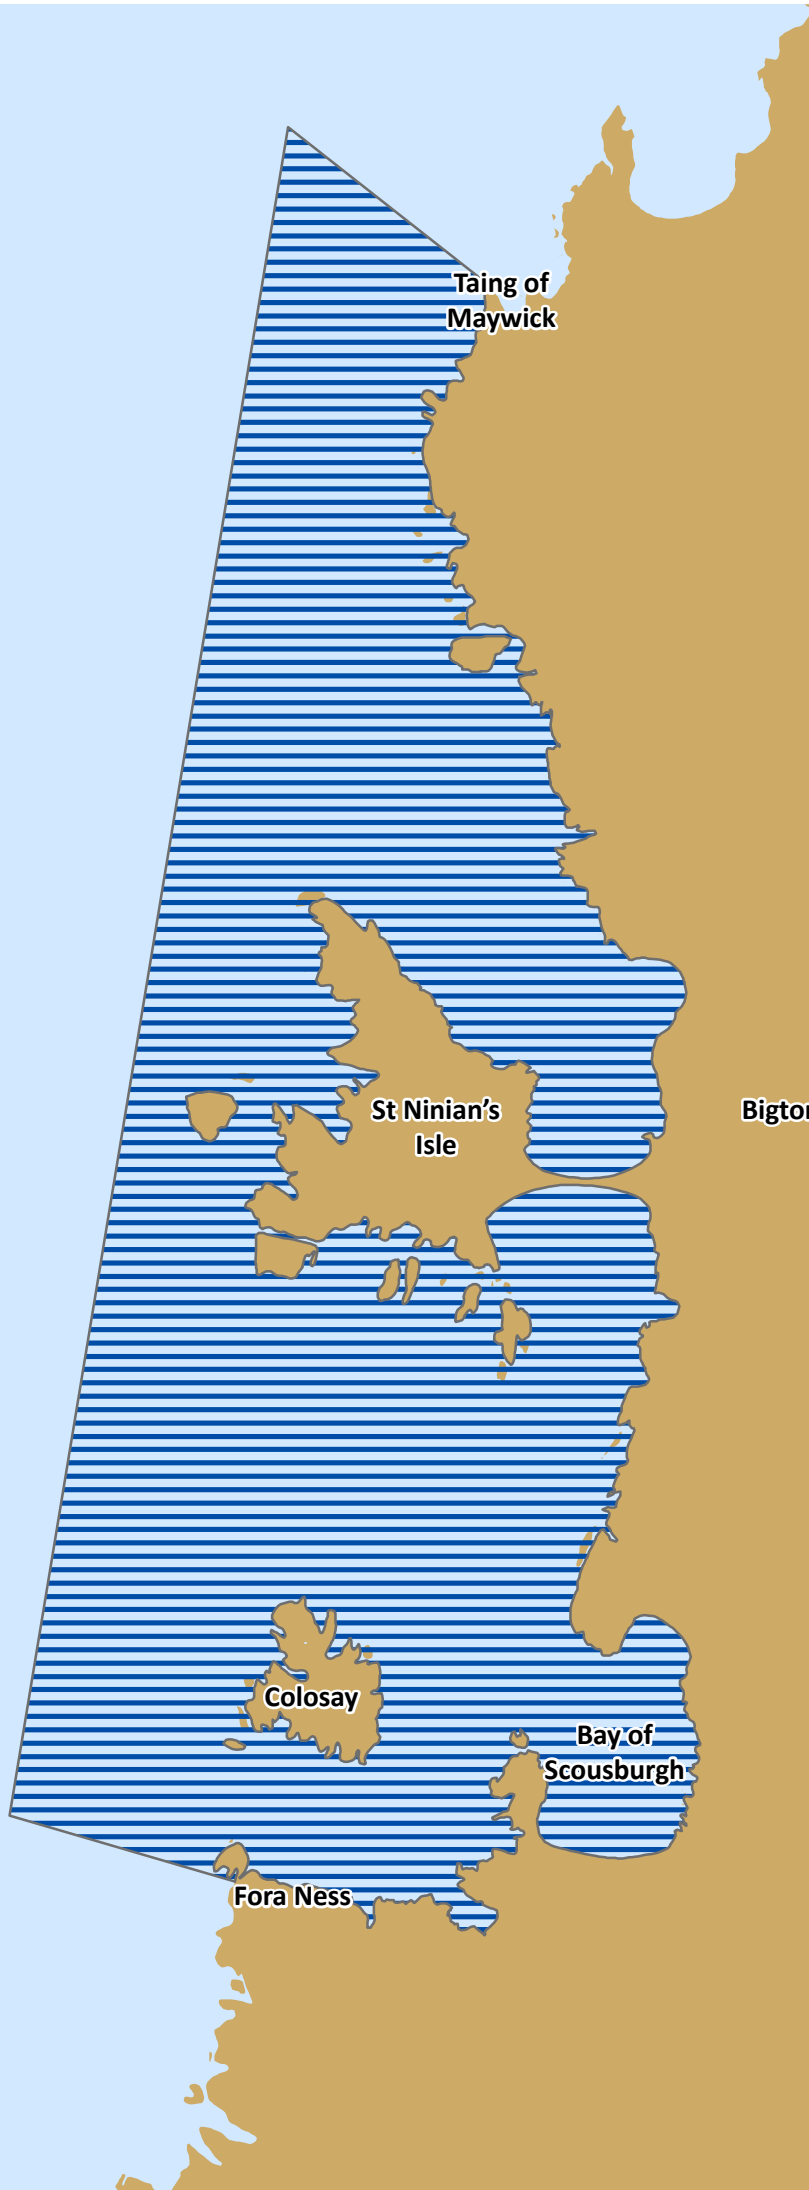 Taing of
Maywick
St Ninian's
Isle
Colosay
Bay of
Scousburgh
Fora Ness